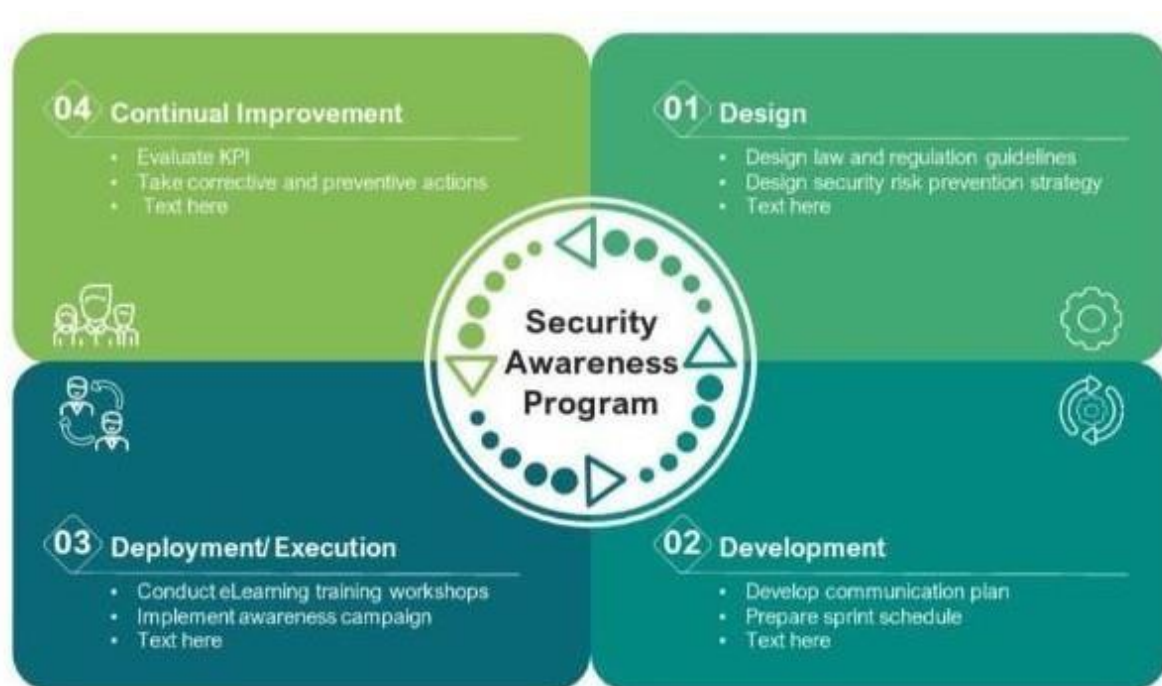 04 Continual Improvement
• Evaluate KPI
• Take corrective and preventive actions
• Text here
01 Design
• Design law and regulation guidelines
• Design security risk prevention strategy
• Text here
Security
Awareness
Program
03 Deployment/ Execution
• Conduct eLearning training workshops
• Implement awareness campaign
• Text here
02 Development
• Develop communication plan
• Prepare sprint schedule
• Text here